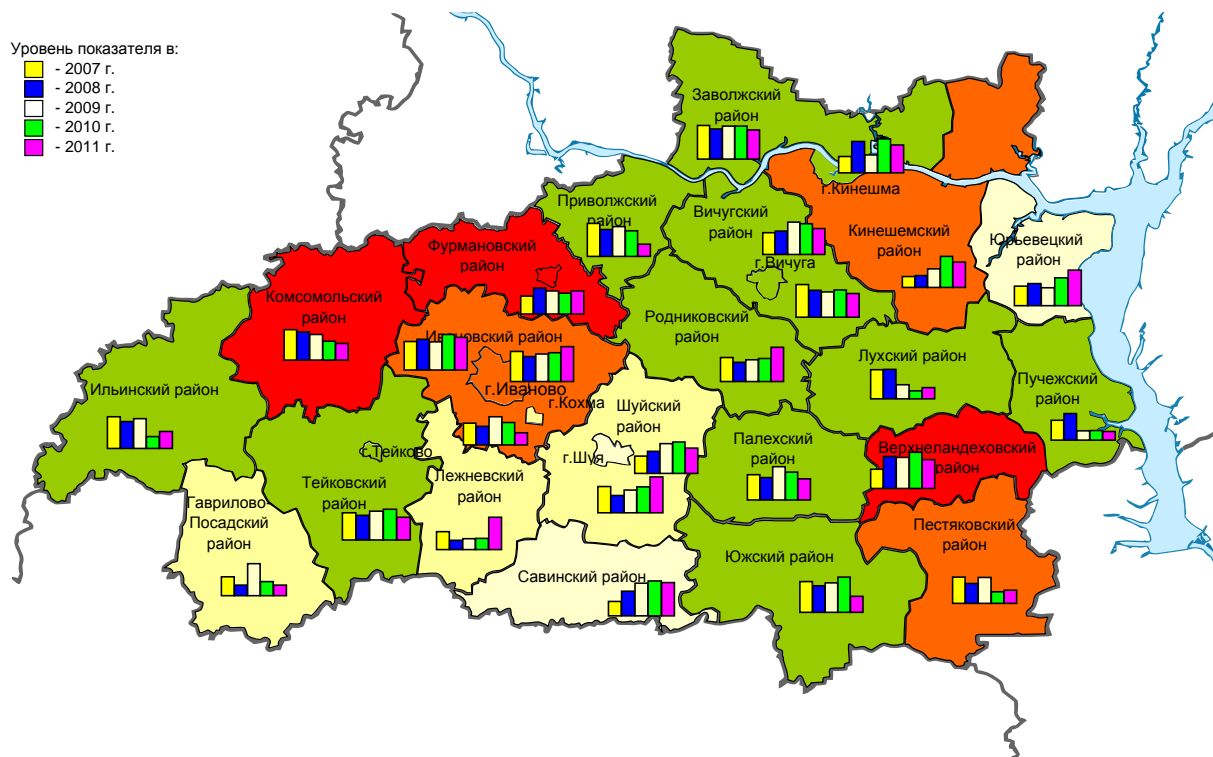 Уровень показателя в:
- 2007 г.
- 2008 г.
- 2009 г.
- 2010 г.
- 2011 г.
Заволжский
район
г.Кинешма
Приволжский
район
Вичугский
район
Кинешемский
район
Юрьевецкий
район
Фурмановский
район
г.Вичуга
Комсомольский
район
Родниковский
район
Ивановский район
Лухский район
Пучежский
район
Ильинский район
г.Иваново
г.Кохма
Шуйский
район
Палехский
район
Верхнеландеховский
район
г.Тейково
г.Шуя
Лежневский
район
Тейковский
район
Гаврилово-
Посадский
район
Пестяковский
район
Южский район
Савинский район